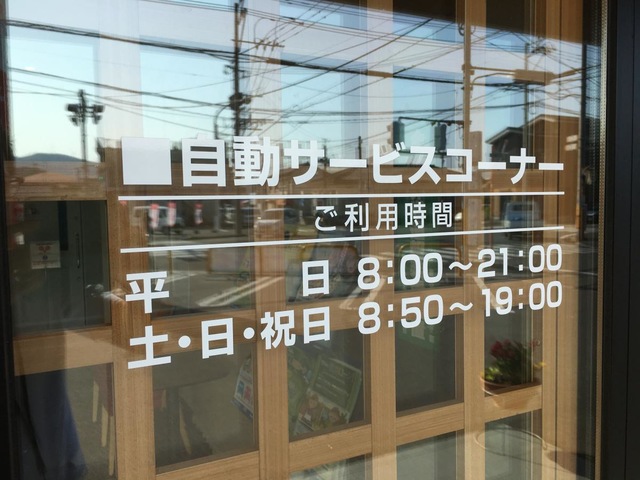 ■自動サービスコーナー
ご利用時間
平日 8:00～21:00
土・日・祝日 8:50～19:00